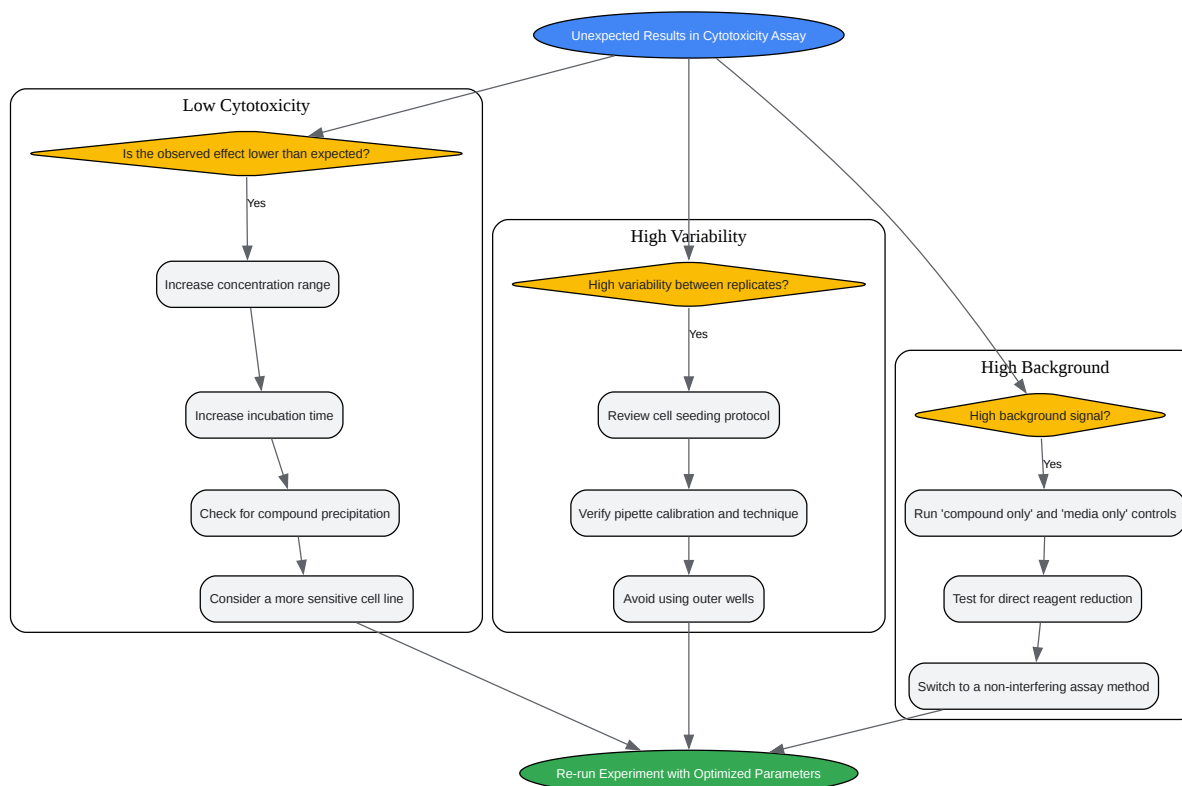 Unexpected Results in Cytotoxicity Assay
Low Cytotoxicity
Is the observed effect lower than expected?
Yes
Increase concentration range
Increase incubation time
Check for compound precipitation
Consider a more sensitive cell line
High Variability
High variability between replicates?
Yes
Review cell seeding protocol
Verify pipette calibration and technique
Avoid using outer wells
High Background
High background signal?
Yes
Run 'compound only' and 'media only' controls
Test for direct reagent reduction
Switch to a non-interfering assay method
Re-run Experiment with Optimized Parameters